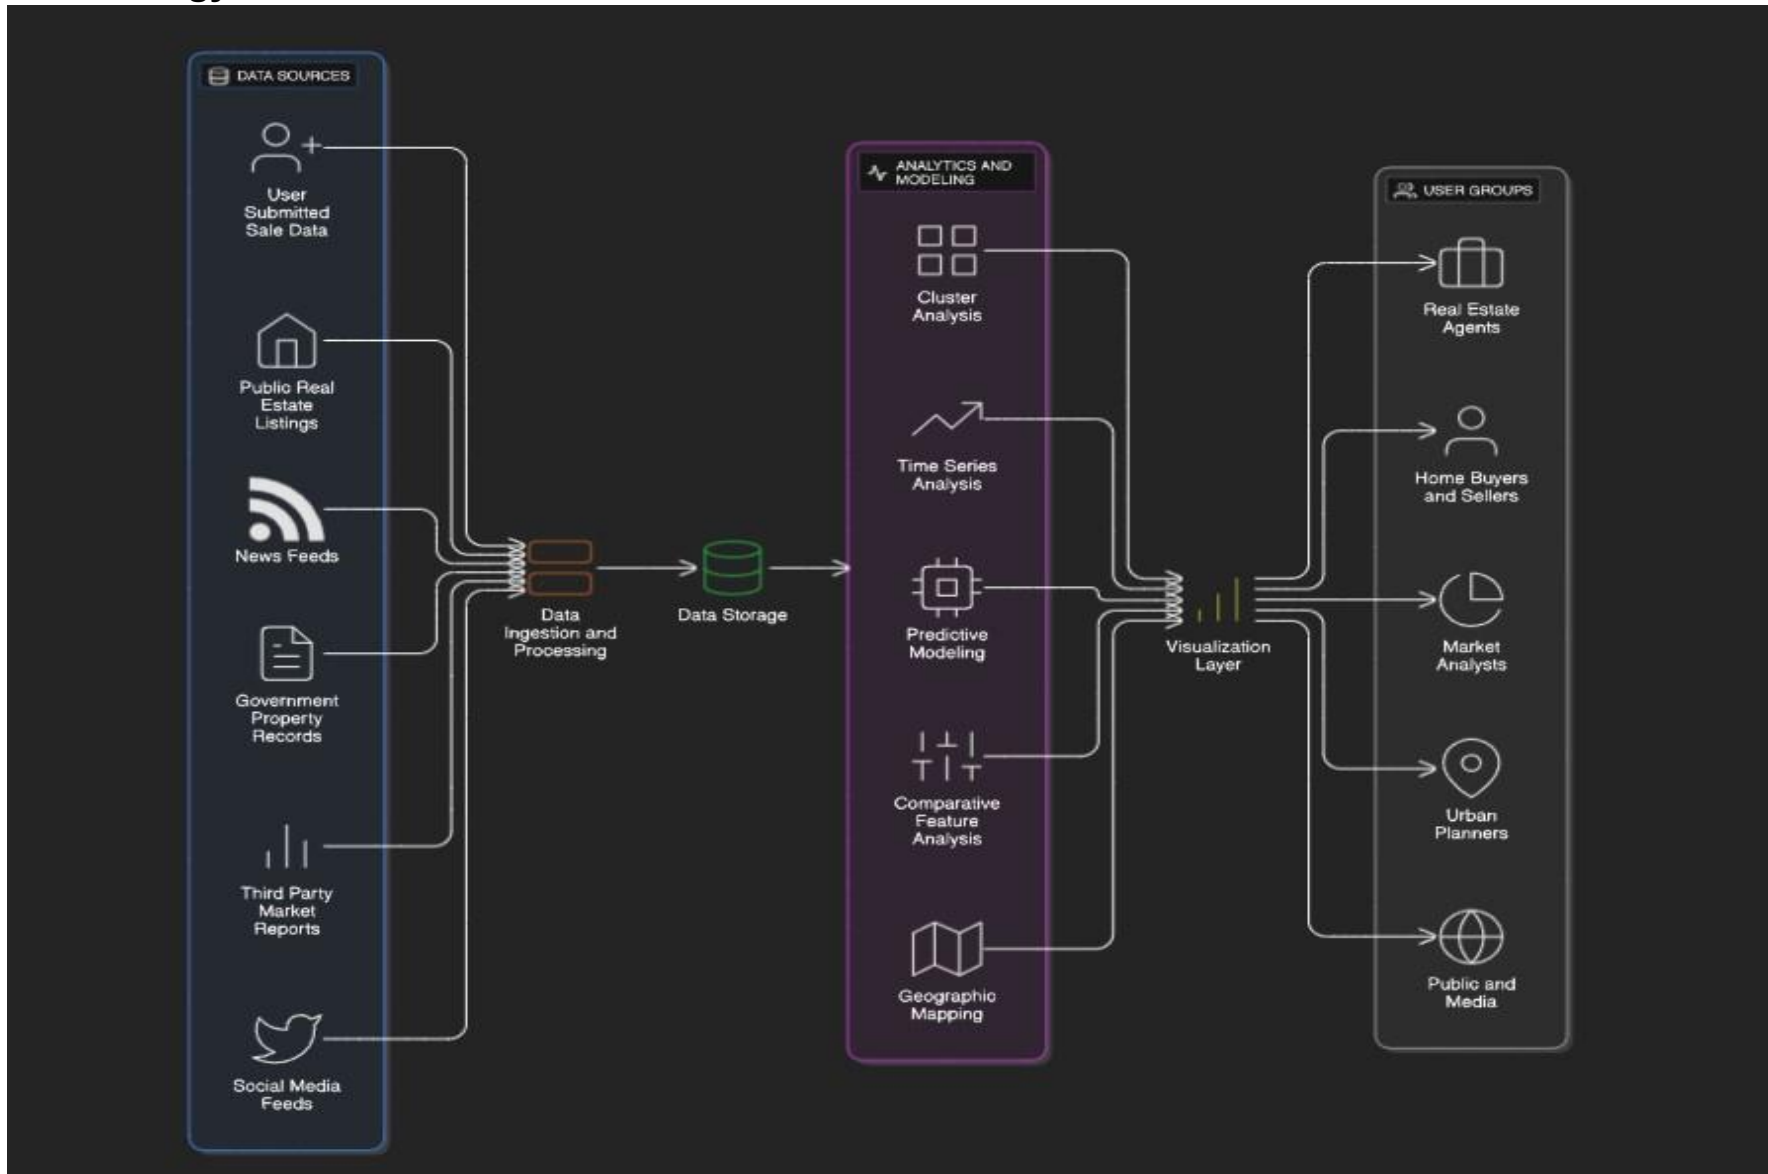 gy
DATA SOURCES
User
Submitted
Sale Data
Public Real
Estate
Listings
News Feeds
Government
Property
Records
Third Party
Market
Reports
Social Media
Feeds
Data
Ingestion and
Processing
Data Storage
ANALYTICS AND
MODELING
Cluster
Analysis
Time Series
Analysis
Predictive
Modeling
Comparative
Feature
Analysis
Geographic
Mapping
Visualization
Layer
USER GROUPS
Real Estate
Agents
Home Buyers
and Sellers
Market
Analysts
Urban
Planners
Public and
Media